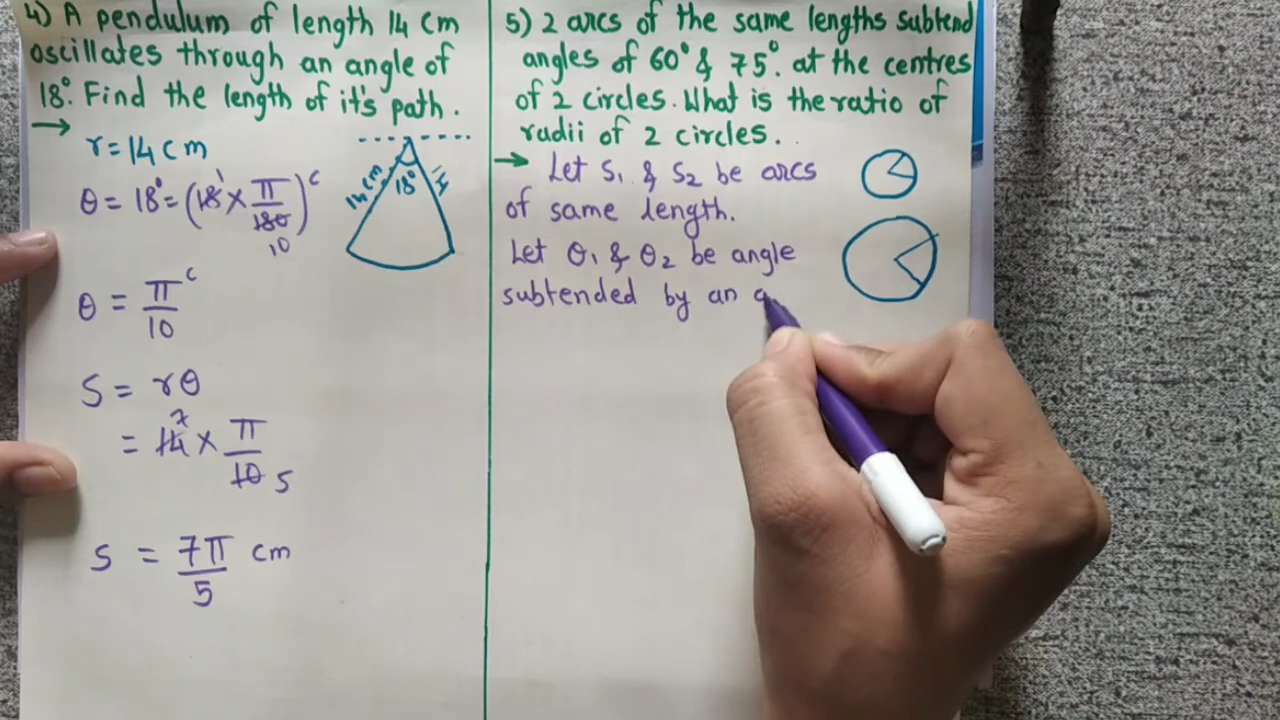 4) A pendulum of length 14 cm
oscillates through an angle of
18°. Find the length of it's path.
→
r = 14 cm
θ = 18° = (18 × π/180)ᶜ
1
10
14 cm
18°
14
θ = πᶜ/10
S = rθ
= 14 × π/10
7
5
S = 7π/5 cm
5) 2 arcs of the same lengths subtend
angles of 60° & 75°. at the centres
of 2 circles. What is the ratio of
radii of 2 circles.
→ Let S₁ & S₂ be arcs
of same length.
Let θ₁ & θ₂ be angle
subtended by an